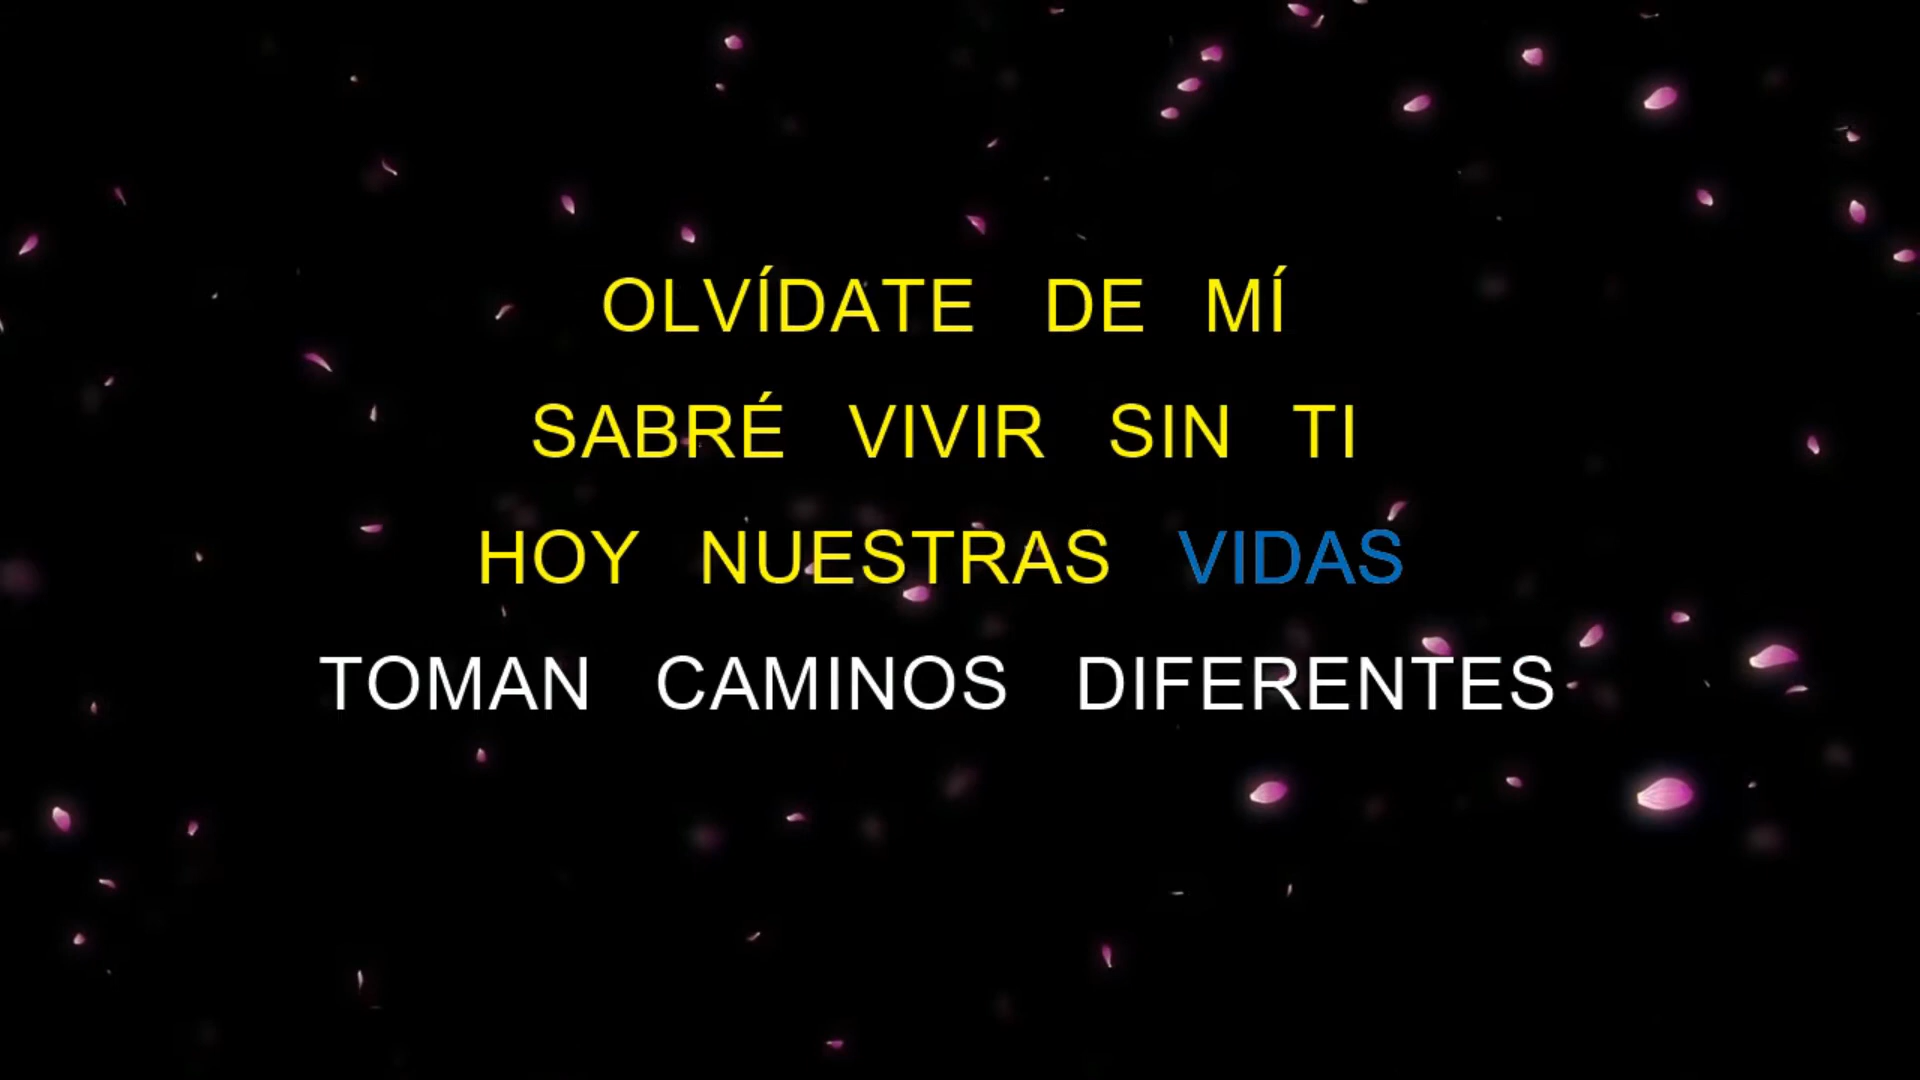 OLVÍDATE DE MÍ
SABRÉ VIVIR SIN TI
HOY NUESTRAS VIDAS
TOMAN CAMINOS DIFERENTES